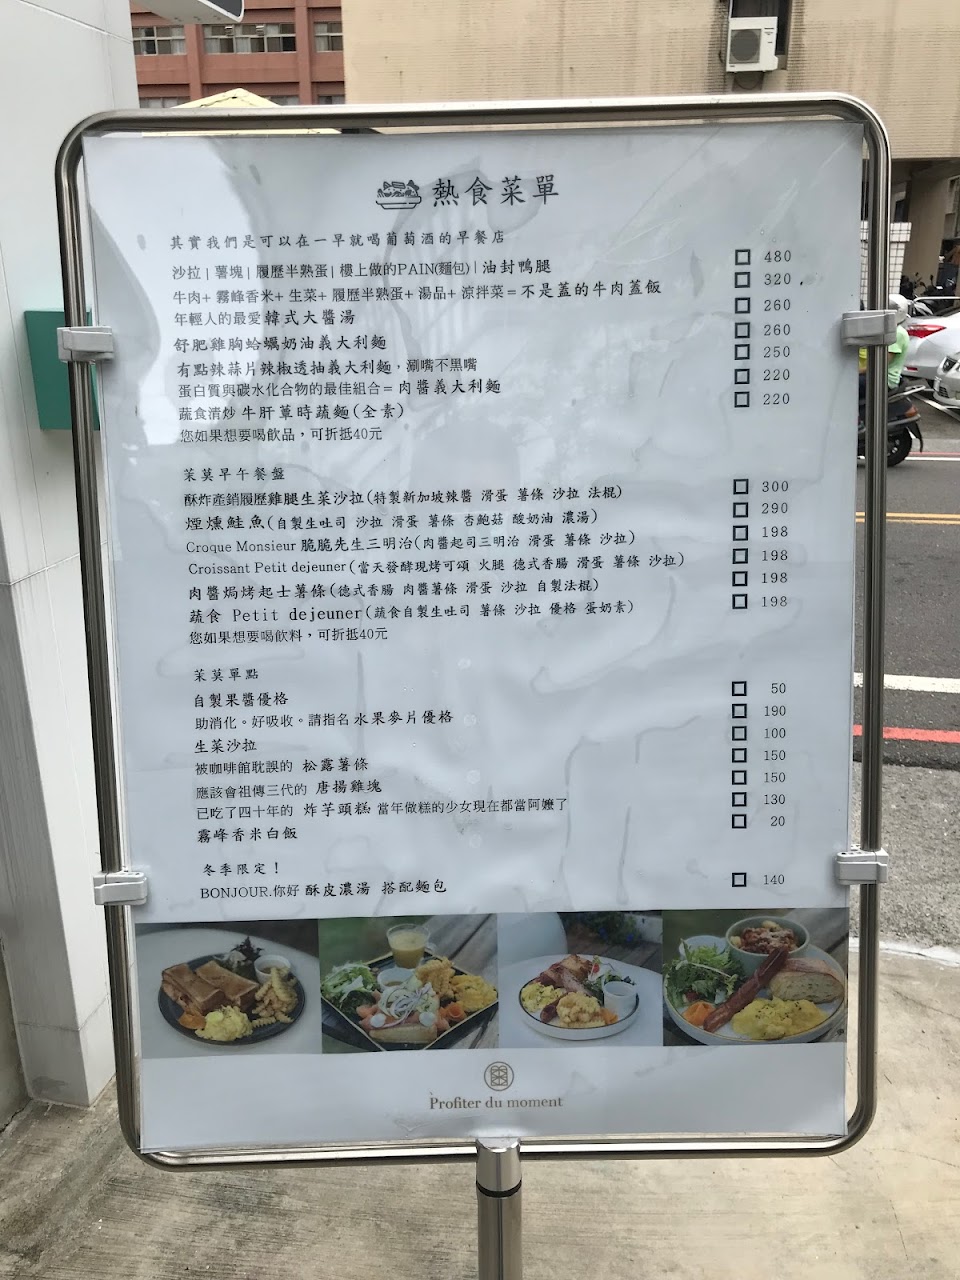 熱食菜單
其實我們是可以在一早就喝葡萄酒的早餐店
沙拉 | 薯塊 | 履歷半熟蛋 | 樓上做的PAIN(麵包) | 油封鴨腿 480
牛肉+ 霧峰香米+ 生菜+ 履歷半熟蛋+ 湯品+ 涼拌菜 = 不是蓋的牛肉蓋飯 320
年輕人的最愛 韓式大醬湯 260
舒肥雞胸蛤蠣奶油義大利麵 260
有點辣蒜片辣椒透抽義大利麵，涮嘴不黑嘴 250
蛋白質與碳水化合物的最佳組合 = 肉醬義大利麵 220
蔬食清炒 牛肝蕈時蔬麵(全素) 220
您如果想要喝飲品，可折抵40元
茉莫早午餐盤
酥炸產銷履歷雞腿生菜沙拉(特製新加坡辣醬 滑蛋 薯條 沙拉 法棍) 300
煙燻鮭魚(自製生吐司 沙拉 滑蛋 薯條 杏鮑菇 酸奶油 濃湯) 290
Croque Monsieur 脆脆先生三明治(肉醬起司三明治 滑蛋 薯條 沙拉) 198
Croissant Petit dejeuner(當天發酵現烤可頌 火腿 德式香腸 滑蛋 薯條 沙拉) 198
肉醬焗烤起士薯條(德式香腸 肉醬薯條 滑蛋 沙拉 自製法棍) 198
蔬食 Petit dejeuner(蔬食自製生吐司 薯條 沙拉 優格 蛋奶素) 198
您如果想要喝飲料，可折抵40元
茉莫單點
自製果醬優格 50
助消化。好吸收。請指名 水果麥片優格 190
生菜沙拉 100
被咖啡館耽誤的 松露薯條 150
應該會祖傳三代的 唐揚雞塊 150
已吃了四十年的 炸芋頭糕 當年做糕的少女現在都當阿嬤了 130
霧峰香米白飯 20
冬季限定！
BONJOUR.你好 酥皮濃湯 搭配麵包 140
Profiter du moment